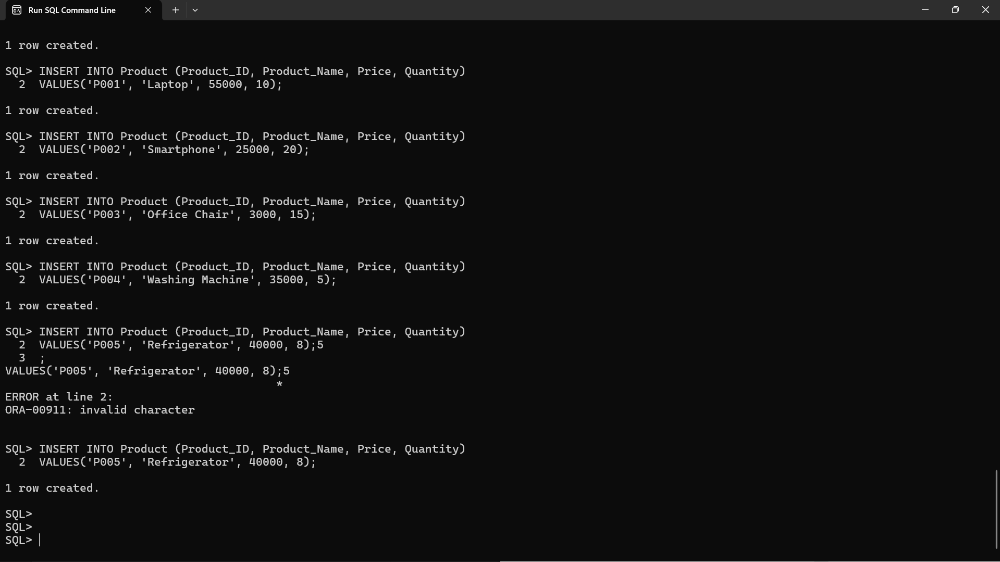 Run SQL Command Line
1 row created.
SQL> INSERT INTO Product (Product_ID, Product_Name, Price, Quantity)
  2  VALUES('P001', 'Laptop', 55000, 10);
1 row created.
SQL> INSERT INTO Product (Product_ID, Product_Name, Price, Quantity)
  2  VALUES('P002', 'Smartphone', 25000, 20);
1 row created.
SQL> INSERT INTO Product (Product_ID, Product_Name, Price, Quantity)
  2  VALUES('P003', 'Office Chair', 3000, 15);
1 row created.
SQL> INSERT INTO Product (Product_ID, Product_Name, Price, Quantity)
  2  VALUES('P004', 'Washing Machine', 35000, 5);
1 row created.
SQL> INSERT INTO Product (Product_ID, Product_Name, Price, Quantity)
  2  VALUES('P005', 'Refrigerator', 40000, 8);5
  3  ;
VALUES('P005', 'Refrigerator', 40000, 8);5
                                        *
ERROR at line 2:
ORA-00911: invalid character
SQL> INSERT INTO Product (Product_ID, Product_Name, Price, Quantity)
  2  VALUES('P005', 'Refrigerator', 40000, 8);
1 row created.
SQL>
SQL>
SQL>